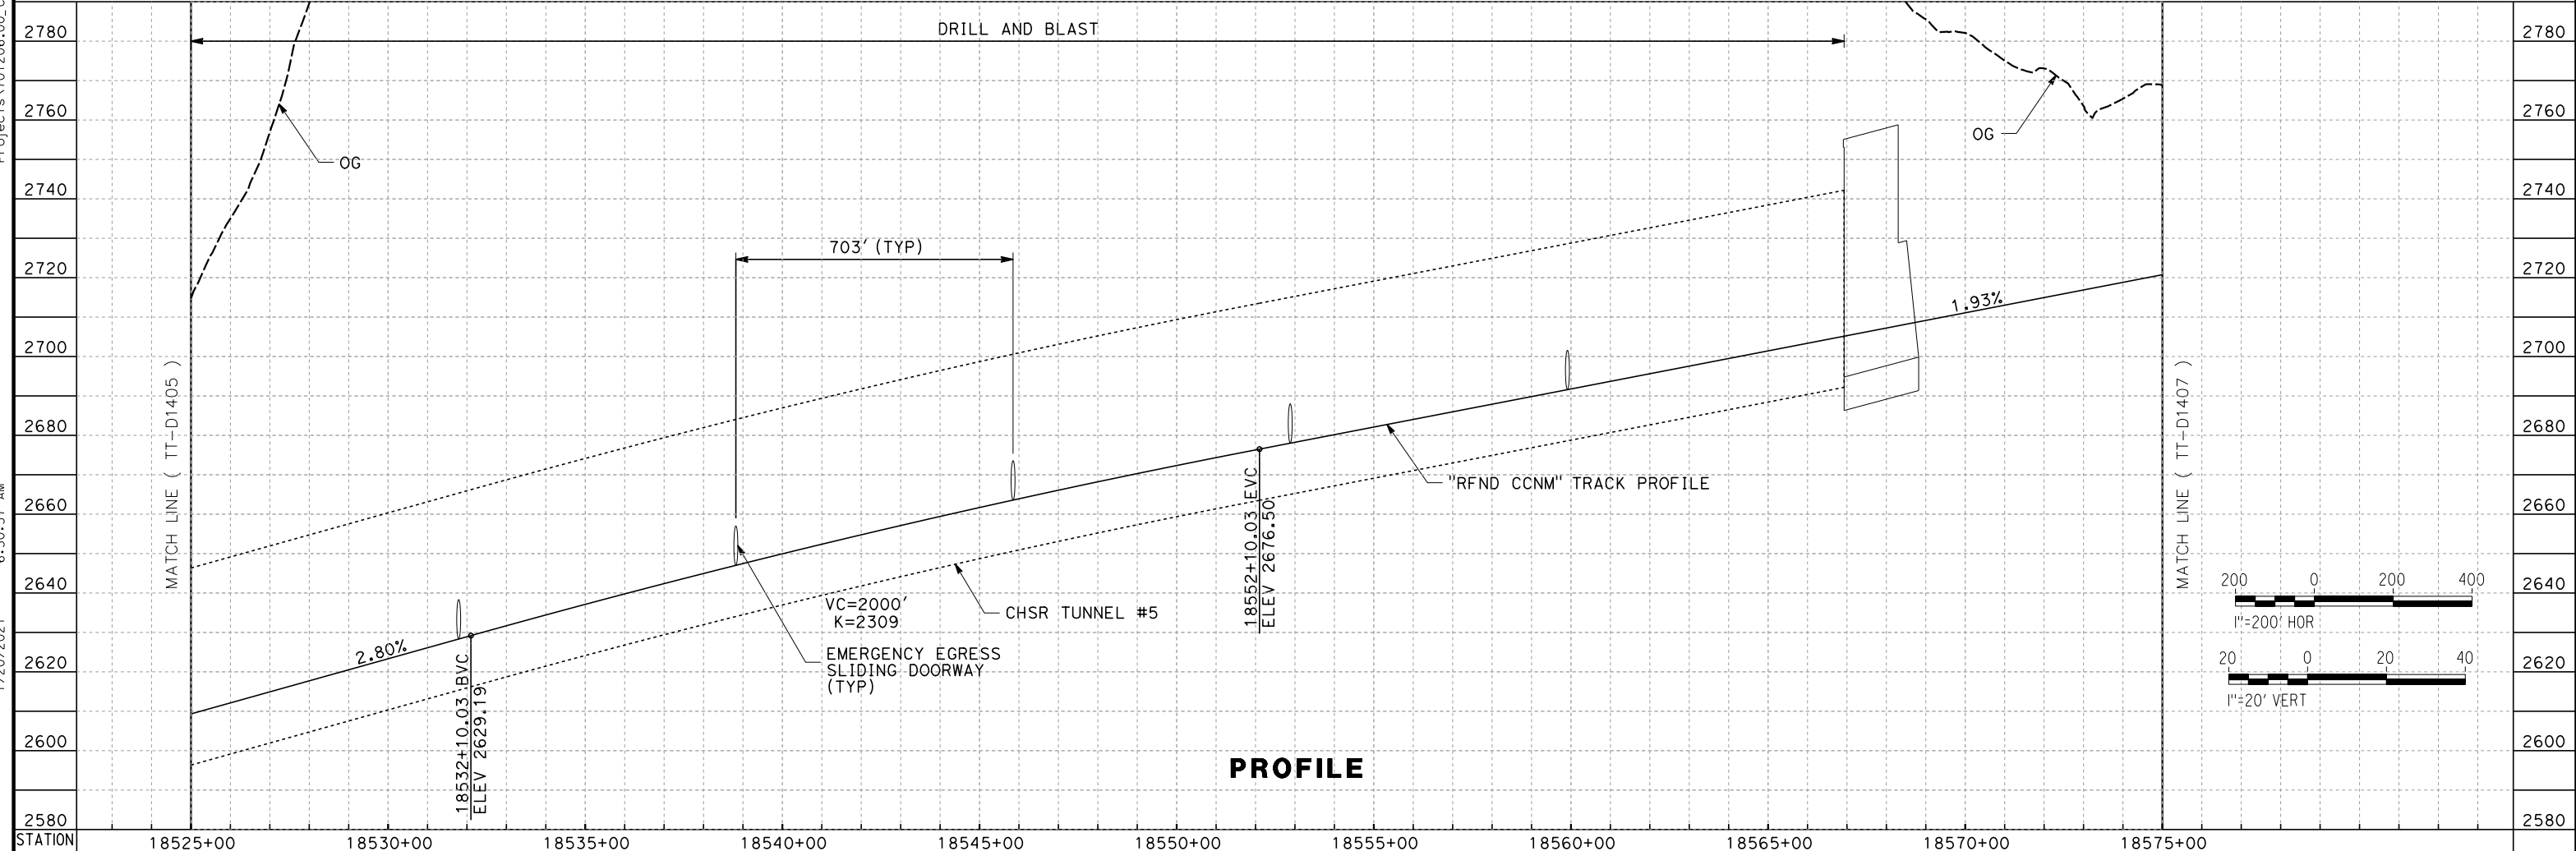 DRILL AND BLAST
2780
2780
2760
2760
OG
OG
2740
2740
703' (TYP)
2720
2720
1.93%
2700
2700
MATCH LINE ( TT-D1405 )
MATCH LINE ( TT-D1407 )
2680
2680
"RFND CCNM" TRACK PROFILE
2660
2660
18552+10.03 EVC
ELEV 2676.50
2640
2640
200 0 200 400
1"=200' HOR
VC=2000'
K=2309
CHSR TUNNEL #5
2.80%
EMERGENCY EGRESS
SLIDING DOORWAY
(TYP)
2620
2620
20 0 20 40
1"=20' VERT
18532+10.03 BVC
ELEV 2629.19
2600
2600
PROFILE
2580
2580
STATION
18525+00 18530+00 18535+00 18540+00 18545+00 18550+00 18555+00 18560+00 18565+00 18570+00 18575+00